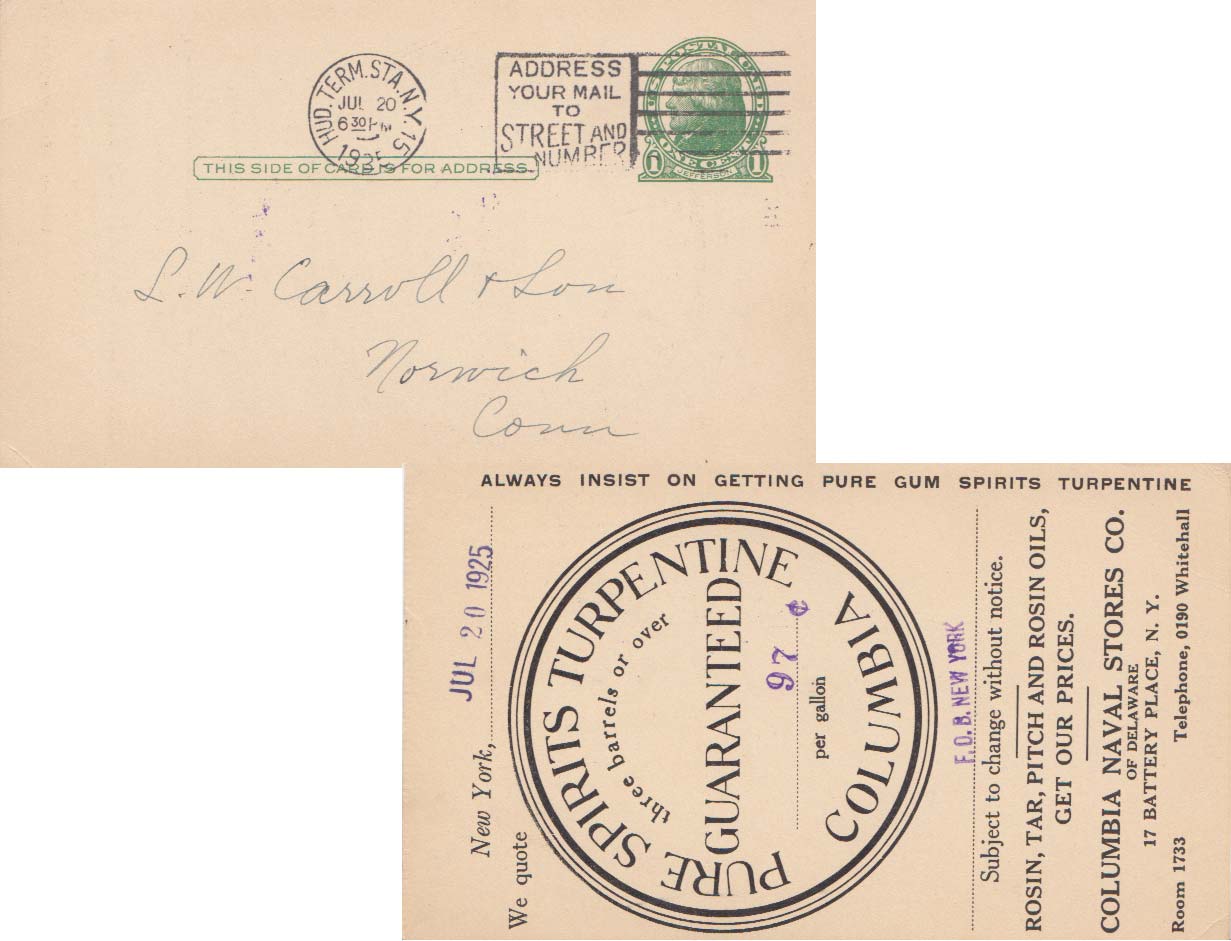 HUD. TERM. STA. N.Y. 15
JUL 20
6 30 PM
1925
ADDRESS
YOUR MAIL
TO
STREET AND
NUMBER
U.S. POSTAL CARD
ONE CENT
1 1
JEFFERSON
THIS SIDE OF CARD IS FOR ADDRESS.
L. W. Carroll & Son
Norwich
Conn
ALWAYS INSIST ON GETTING PURE GUM SPIRITS TURPENTINE
New York, JUL 20 1925
We quote
PURE SPIRITS TURPENTINE
three barrels or over
GUARANTEED
97 ¢
per gallon
COLUMBIA
F.O.B. NEW YORK
Subject to change without notice.
ROSIN, TAR, PITCH AND ROSIN OILS,
GET OUR PRICES.
COLUMBIA NAVAL STORES CO.
OF DELAWARE
17 BATTERY PLACE, N. Y.
Room 1733 Telephone, 0190 Whitehall